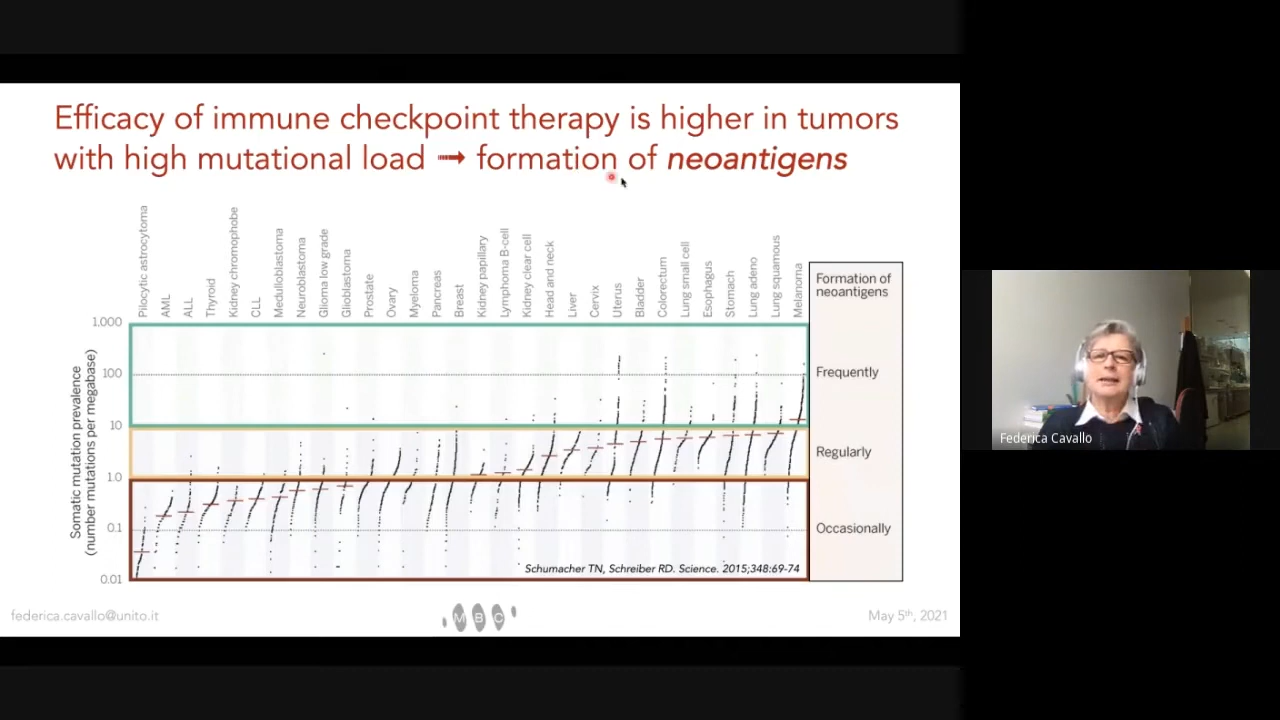 Efficacy of immune checkpoint therapy is higher in tumors
with high mutational load ➞ formation of neoantigens
Pilocytic astrocytoma
AML
ALL
Thyroid
Kidney chromophobe
CLL
Medulloblastoma
Neuroblastoma
Glioma low grade
Glioblastoma
Prostate
Ovary
Myeloma
Pancreas
Breast
Kidney papillary
Lymphoma B-cell
Kidney clear cell
Head and neck
Liver
Cervix
Uterus
Bladder
Colorectum
Lung small cell
Esophagus
Stomach
Lung adeno
Lung squamous
Melanoma
Formation of
neoantigens
Somatic mutation prevalence
(number mutations per megabase)
1.000
100
10
1.0
0.1
0.01
Frequently
Regularly
Occasionally
Schumacher TN, Schreiber RD. Science. 2015;348:69-74
federica.cavallo@unito.it
MBC
May 5th, 2021
Federica Cavallo